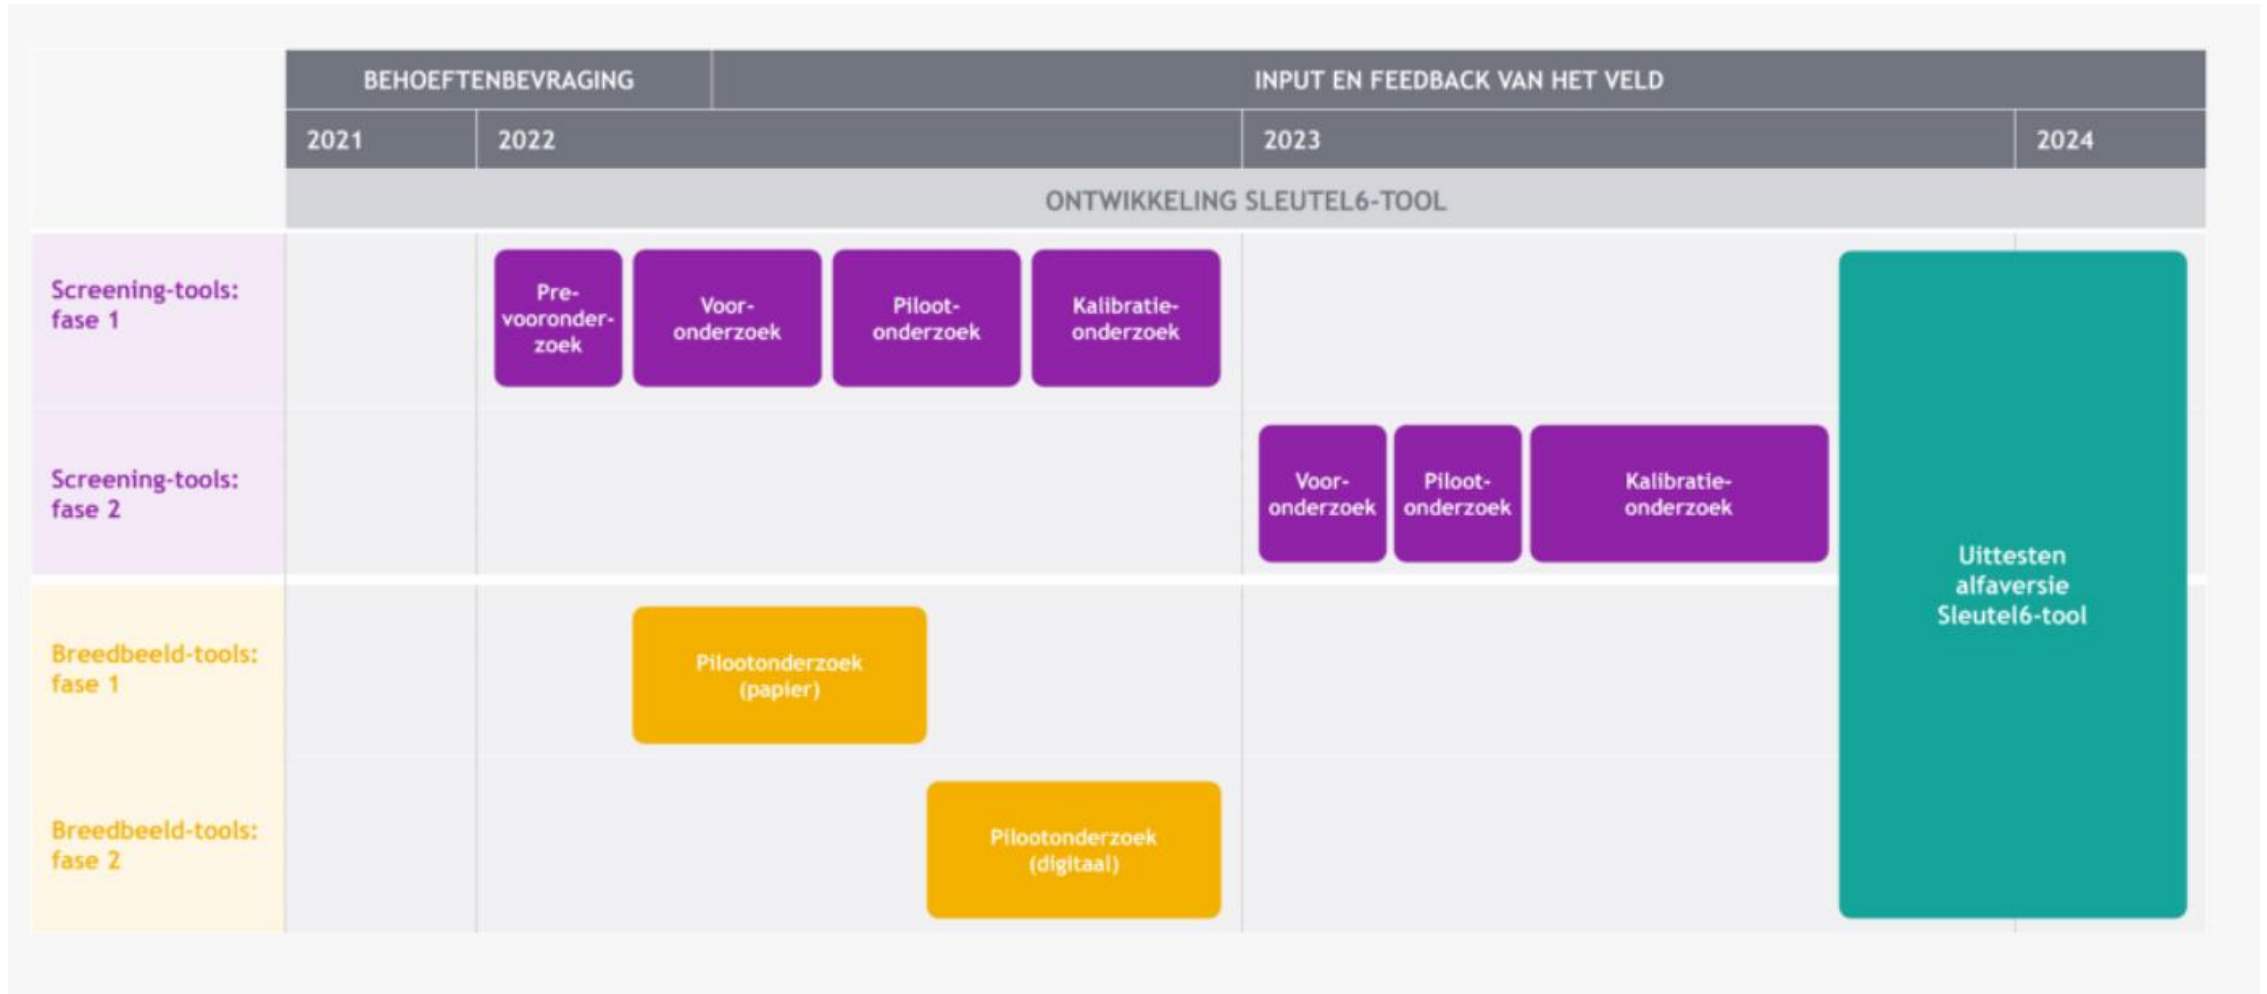 BEHOEFTENBEVRAGING
INPUT EN FEEDBACK VAN HET VELD
2021
2022
2023
2024
ONTWIKKELING SLEUTEL6-TOOL
Screening-tools:
fase 1
Pre-
vooronder-
zoek
Voor-
onderzoek
Piloot-
onderzoek
Kalibratie-
onderzoek
Screening-tools:
fase 2
Voor-
onderzoek
Piloot-
onderzoek
Kalibratie-
onderzoek
Uittesten
alfaversie
Sleutel6-tool
Breedbeeld-tools:
fase 1
Pilootonderzoek
(papier)
Breedbeeld-tools:
fase 2
Pilootonderzoek
(digitaal)